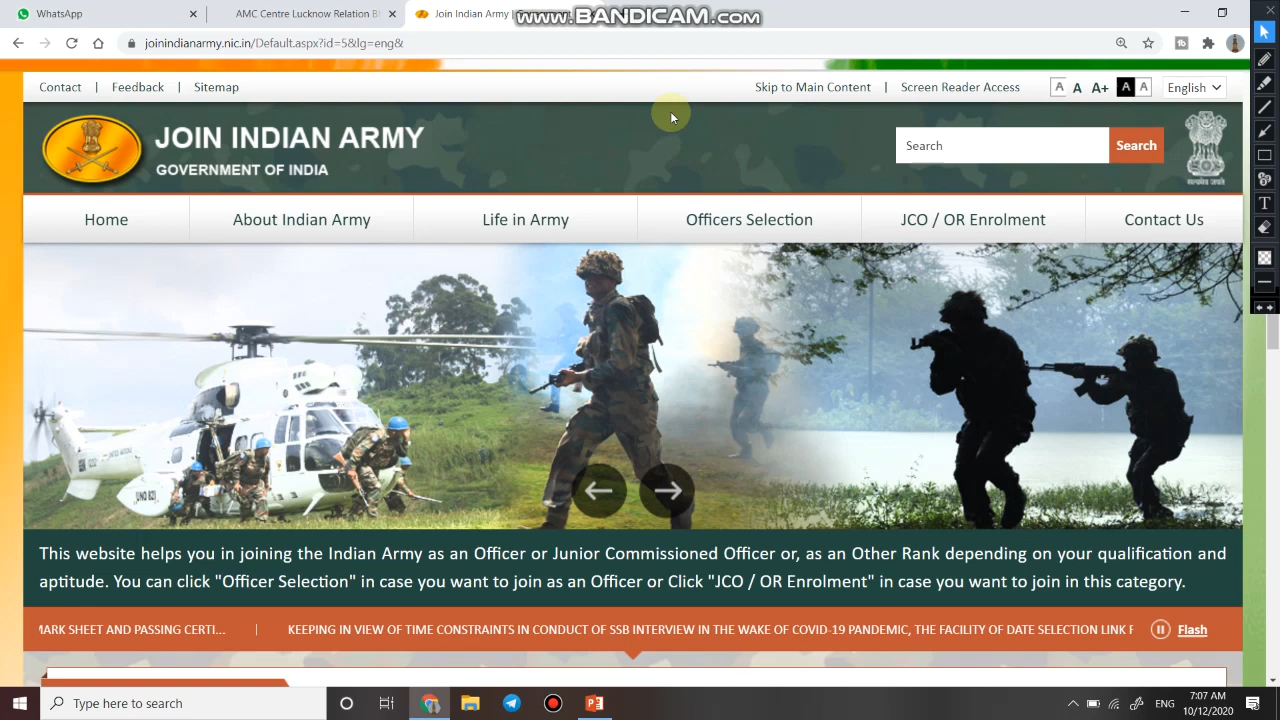 WhatsApp
AMC Centre Lucknow Relation B
Join Indian Army
www.BANDICAM.com
joinindianarmy.nic.in/Default.aspx?id=5&lg=eng&
Contact | Feedback | Sitemap
Skip to Main Content | Screen Reader Access
A A A+ A A
English
JOIN INDIAN ARMY
GOVERNMENT OF INDIA
Search
Search
सत्यमेव जयते
Home
About Indian Army
Life in Army
Officers Selection
JCO / OR Enrolment
Contact Us
This website helps you in joining the Indian Army as an Officer or Junior Commissioned Officer or, as an Other Rank depending on your qualification and
aptitude. You can click "Officer Selection" in case you want to join as an Officer or Click "JCO / OR Enrolment" in case you want to join in this category.
MARK SHEET AND PASSING CERTI... | KEEPING IN VIEW OF TIME CONSTRAINTS IN CONDUCT OF SSB INTERVIEW IN THE WAKE OF COVID-19 PANDEMIC, THE FACILITY OF DATE SELECTION LINK
Flash
Type here to search
ENG
7:07 AM
10/12/2020